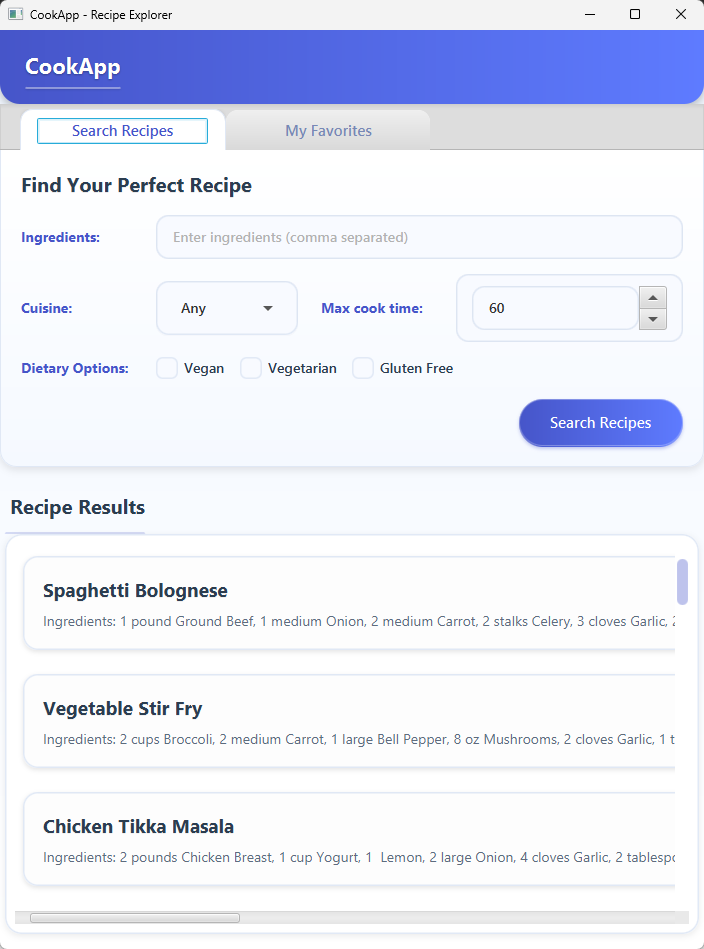 CookApp - Recipe Explorer
CookApp
Search Recipes
My Favorites
Find Your Perfect Recipe
Ingredients:
Enter ingredients (comma separated)
Cuisine:
Any
Max cook time:
60
Dietary Options:
Vegan
Vegetarian
Gluten Free
Search Recipes
Recipe Results
Spaghetti Bolognese
Ingredients: 1 pound Ground Beef, 1 medium Onion, 2 medium Carrot, 2 stalks Celery, 3 cloves Garlic,
Vegetable Stir Fry
Ingredients: 2 cups Broccoli, 2 medium Carrot, 1 large Bell Pepper, 8 oz Mushrooms, 2 cloves Garlic, 1 t
Chicken Tikka Masala
Ingredients: 2 pounds Chicken Breast, 1 cup Yogurt, 1  Lemon, 2 large Onion, 4 cloves Garlic, 2 tablesp